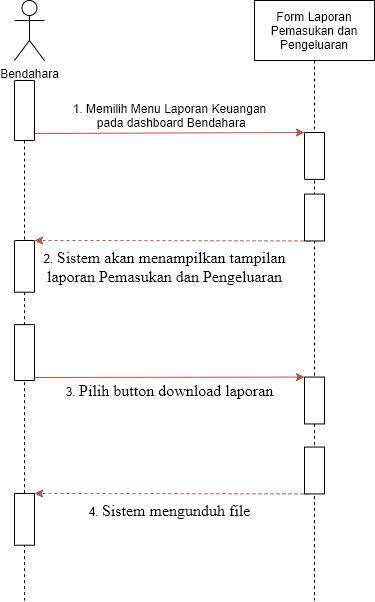 Form Laporan
Pemasukan dan
Pengeluaran
Bendahara
1. Memilih Menu Laporan Keuangan
pada dashboard Bendahara
2. Sistem akan menampilkan tampilan
laporan Pemasukan dan Pengeluaran
3. Pilih button download laporan
4. Sistem mengunduh file